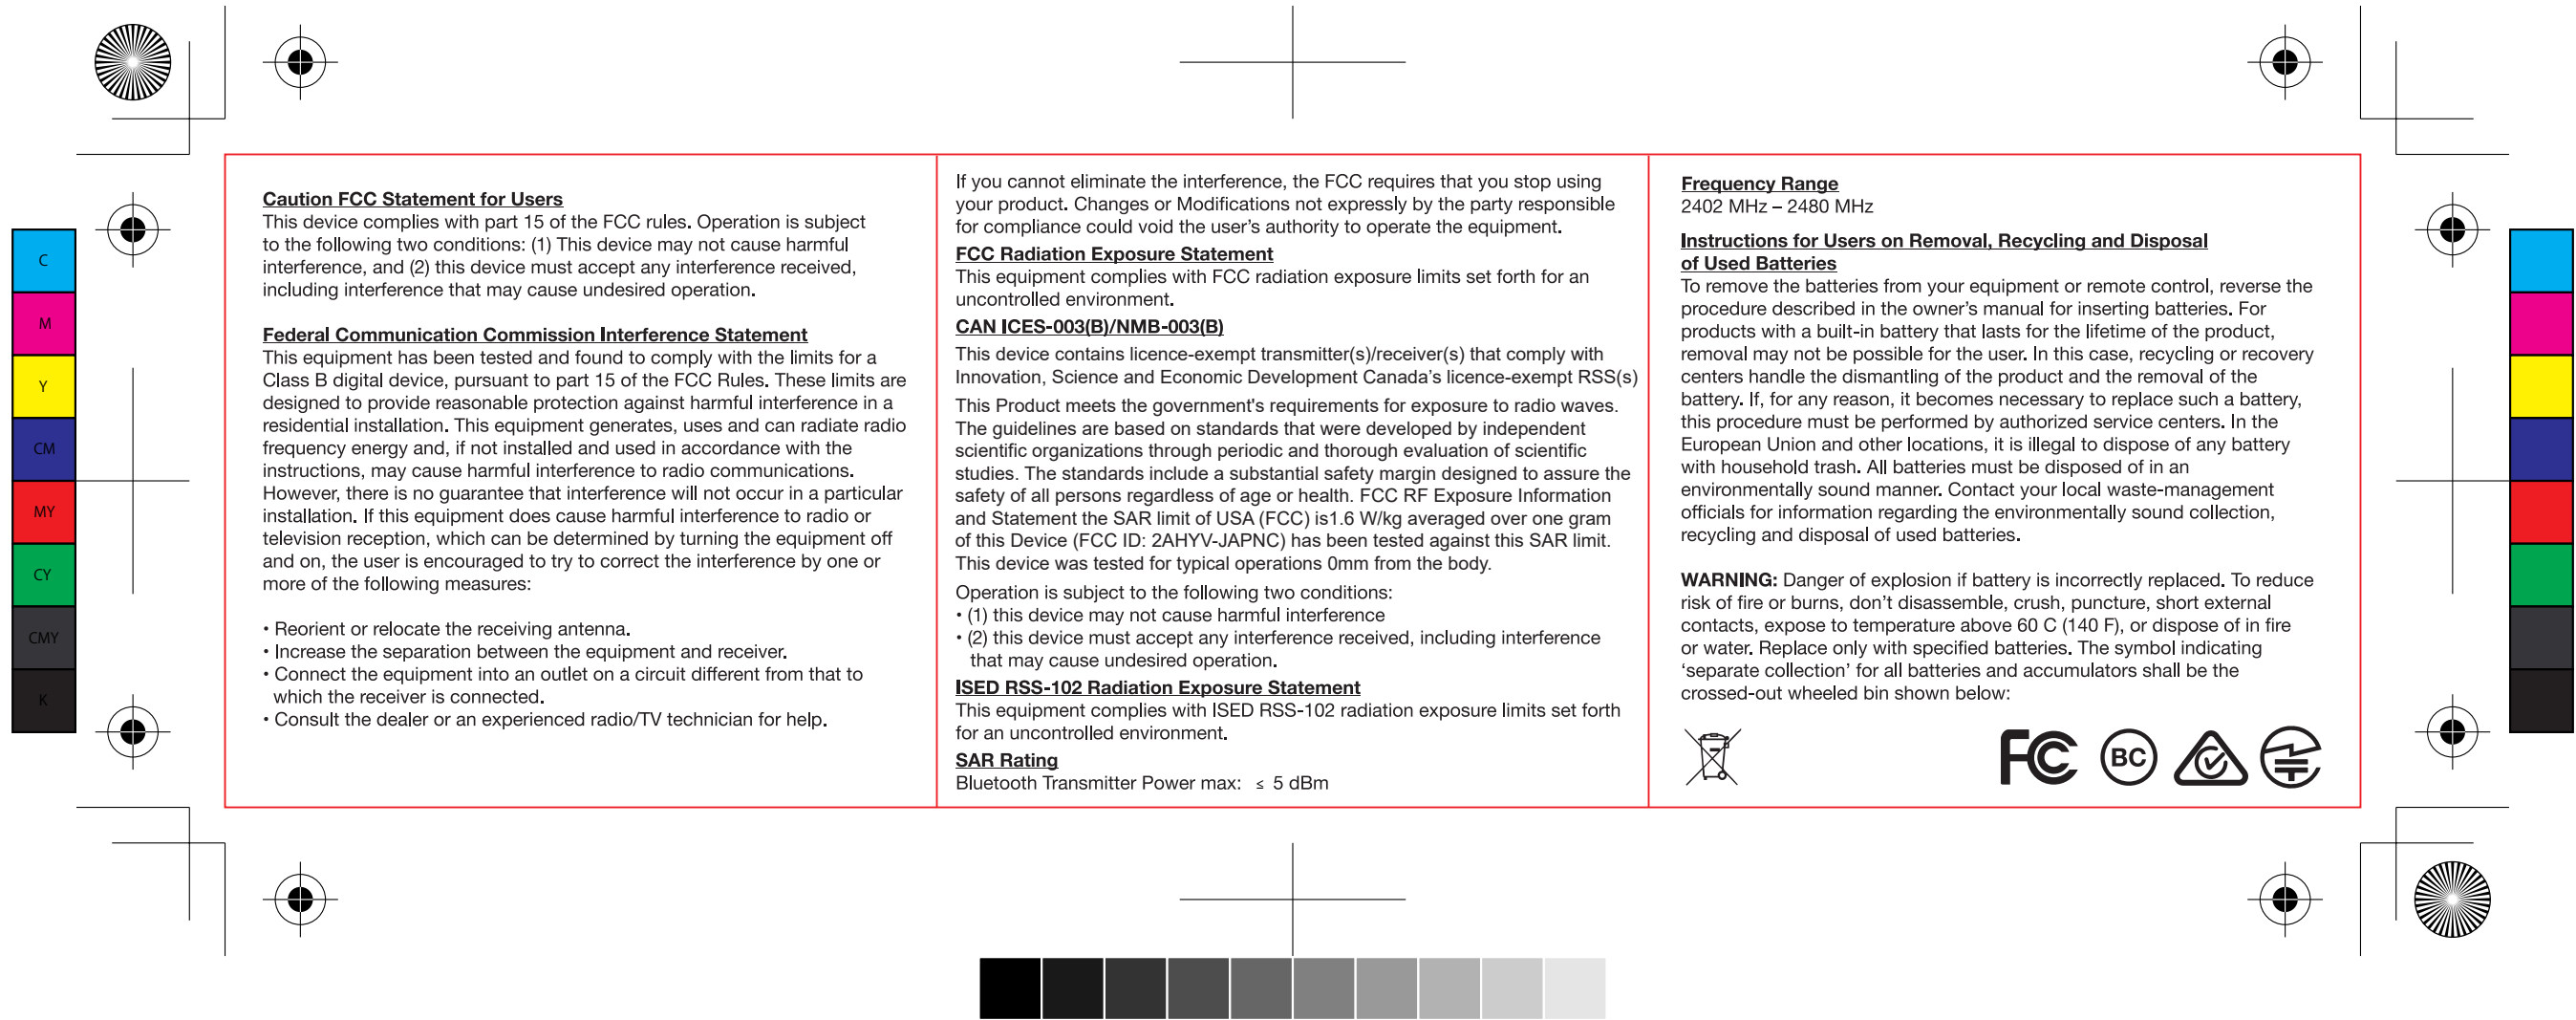 C
M
Y
CM
MY
CY
CMY
K
Caution FCC Statement for Users
This device complies with part 15 of the FCC rules. Operation is subject
to the following two conditions: (1) This device may not cause harmful
interference, and (2) this device must accept any interference received,
including interference that may cause undesired operation.
Federal Communication Commission Interference Statement
This equipment has been tested and found to comply with the limits for a
Class B digital device, pursuant to part 15 of the FCC Rules. These limits are
designed to provide reasonable protection against harmful interference in a
residential installation. This equipment generates, uses and can radiate radio
frequency energy and, if not installed and used in accordance with the
instructions, may cause harmful interference to radio communications.
However, there is no guarantee that interference will not occur in a particular
installation. If this equipment does cause harmful interference to radio or
television reception, which can be determined by turning the equipment off
and on, the user is encouraged to try to correct the interference by one or
more of the following measures:
• Reorient or relocate the receiving antenna.
• Increase the separation between the equipment and receiver.
• Connect the equipment into an outlet on a circuit different from that to
which the receiver is connected.
• Consult the dealer or an experienced radio/TV technician for help.
If you cannot eliminate the interference, the FCC requires that you stop using
your product. Changes or Modifications not expressly by the party responsible
for compliance could void the user's authority to operate the equipment.
FCC Radiation Exposure Statement
This equipment complies with FCC radiation exposure limits set forth for an
uncontrolled environment.
CAN ICES-003(B)/NMB-003(B)
This device contains licence-exempt transmitter(s)/receiver(s) that comply with
Innovation, Science and Economic Development Canada's licence-exempt RSS(s)
This Product meets the government's requirements for exposure to radio waves.
The guidelines are based on standards that were developed by independent
scientific organizations through periodic and thorough evaluation of scientific
studies. The standards include a substantial safety margin designed to assure the
safety of all persons regardless of age or health. FCC RF Exposure Information
and Statement the SAR limit of USA (FCC) is1.6 W/kg averaged over one gram
of this Device (FCC ID: 2AHYV-JAPNC) has been tested against this SAR limit.
This device was tested for typical operations 0mm from the body.
Operation is subject to the following two conditions:
• (1) this device may not cause harmful interference
• (2) this device must accept any interference received, including interference
that may cause undesired operation.
ISED RSS-102 Radiation Exposure Statement
This equipment complies with ISED RSS-102 radiation exposure limits set forth
for an uncontrolled environment.
SAR Rating
Bluetooth Transmitter Power max: ≤ 5 dBm
Frequency Range
2402 MHz – 2480 MHz
Instructions for Users on Removal, Recycling and Disposal
of Used Batteries
To remove the batteries from your equipment or remote control, reverse the
procedure described in the owner's manual for inserting batteries. For
products with a built-in battery that lasts for the lifetime of the product,
removal may not be possible for the user. In this case, recycling or recovery
centers handle the dismantling of the product and the removal of the
battery. If, for any reason, it becomes necessary to replace such a battery,
this procedure must be performed by authorized service centers. In the
European Union and other locations, it is illegal to dispose of any battery
with household trash. All batteries must be disposed of in an
environmentally sound manner. Contact your local waste-management
officials for information regarding the environmentally sound collection,
recycling and disposal of used batteries.
WARNING: Danger of explosion if battery is incorrectly replaced. To reduce
risk of fire or burns, don't disassemble, crush, puncture, short external
contacts, expose to temperature above 60 C (140 F), or dispose of in fire
or water. Replace only with specified batteries. The symbol indicating
‘separate collection’ for all batteries and accumulators shall be the
crossed-out wheeled bin shown below:
FC BC